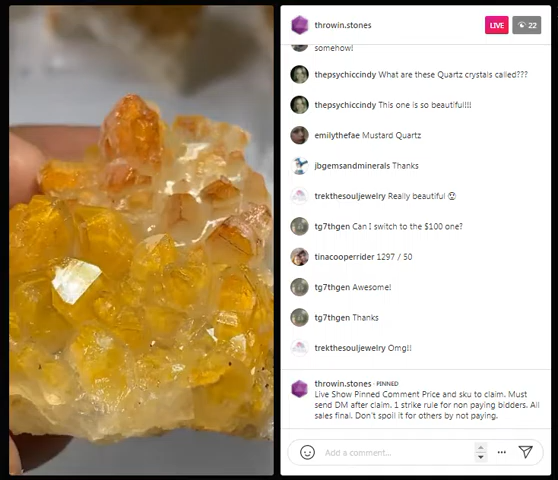 throwin.stones
LIVE
22
somehow!
thepsychiccindy What are these Quartz crystals called???
thepsychiccindy This one is so beautiful!!!
emilythefae Mustard Quartz
jbgemsandminerals Thanks
trekthesouljewelry Really beautiful
tg7thgen Can I switch to the $100 one?
tinacooperrider 1297 / 50
tg7thgen Awesome!
tg7thgen Thanks
trekthesouljewelry Omg!!
throwin.stones · PINNED
Live Show Pinned Comment Price and sku to claim. Must
send DM after claim. 1 strike rule for non paying bidders. All
sales final. Don't spoil it for others by not paying.
Add a comment...